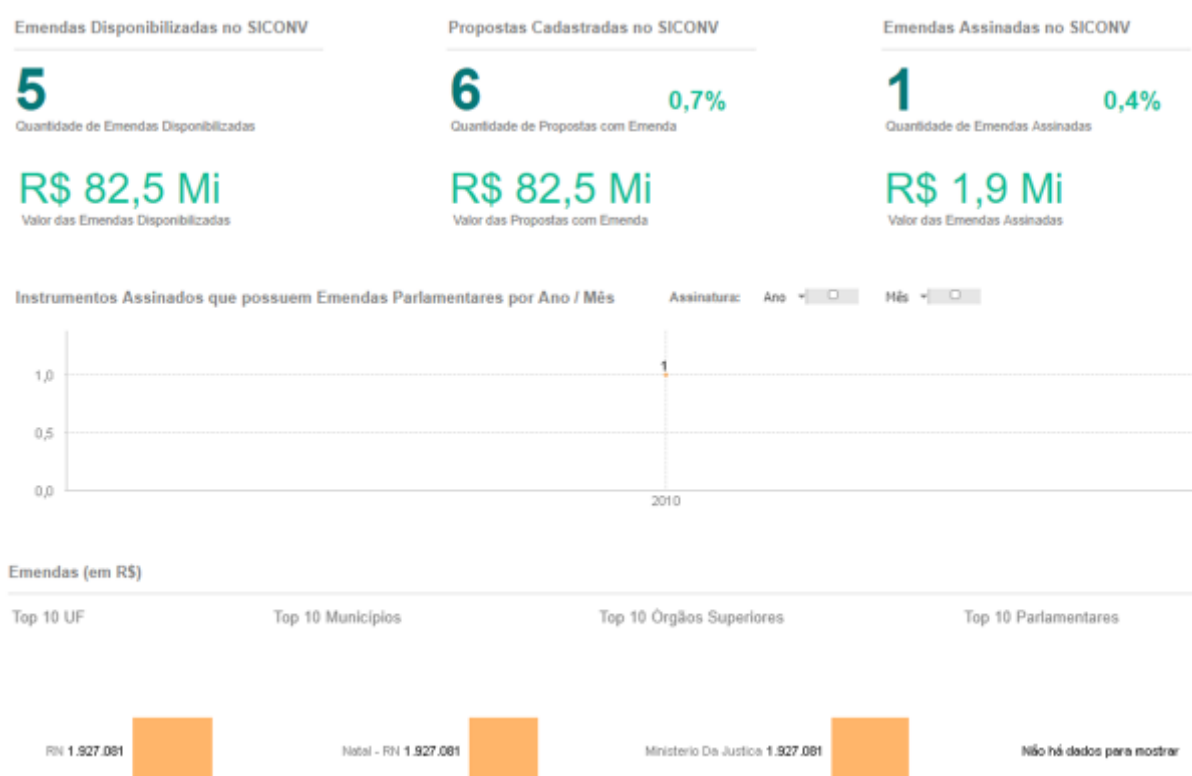 Emendas Disponibilizadas no SICONV
Propostas Cadastradas no SICONV
Emendas Assinadas no SICONV
5
Quantidade de Emendas Disponibilizadas
6
0,7%
Quantidade de Propostas com Emenda
1
0,4%
Quantidade de Emendas Assinadas
R$ 82,5 Mi
Valor das Emendas Disponibilizadas
R$ 82,5 Mi
Valor das Propostas com Emenda
R$ 1,9 Mi
Valor das Emendas Assinadas
Instrumentos Assinados que possuem Emendas Parlamentares por Ano / Mês
Assinatura: Ano Mês
1
1,0
0,5
0,0
2010
Emendas (em R$)
Top 10 UF
Top 10 Municípios
Top 10 Órgãos Superiores
Top 10 Parlamentares
RN 1.927.081
Natal - RN 1.927.081
Ministerio Da Justica 1.927.081
Não há dados para mostrar